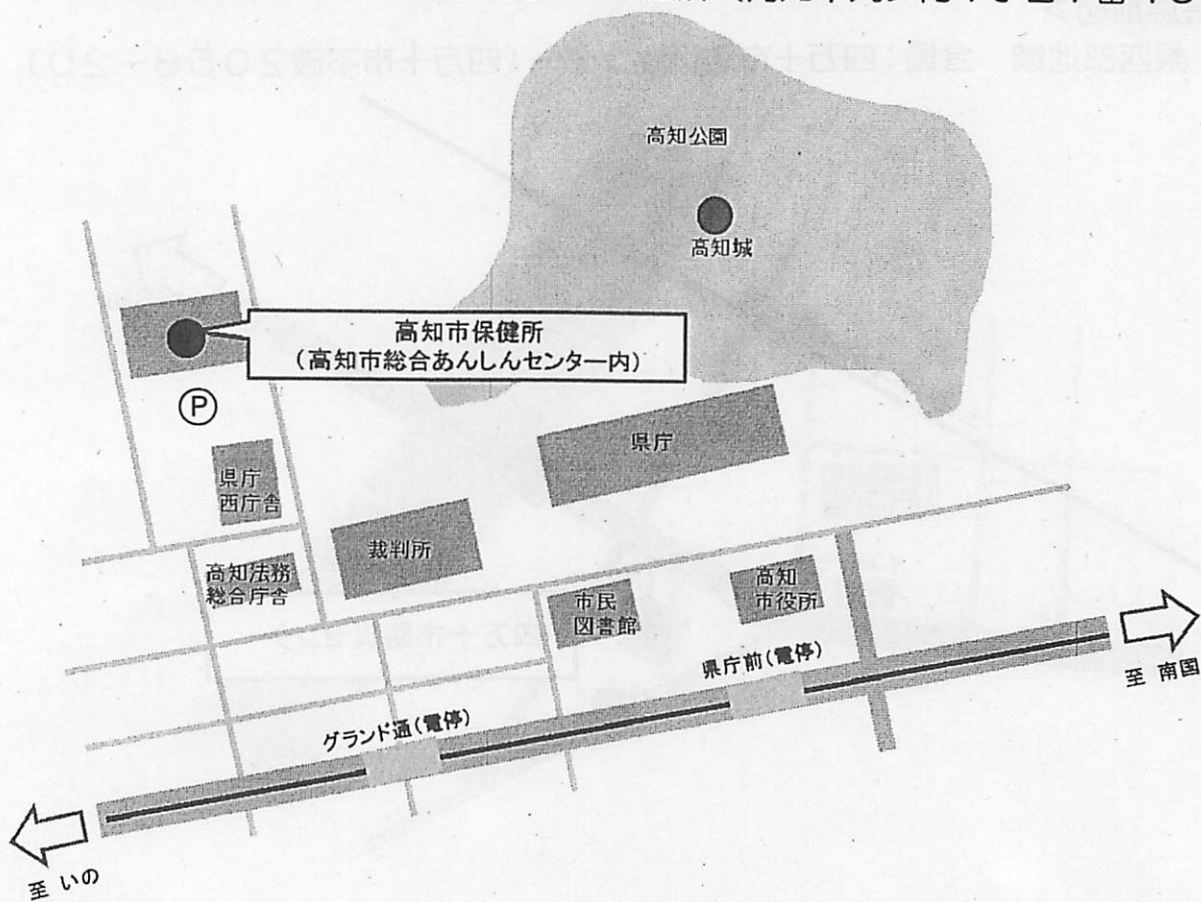 高知公園
高知城
高知市保健所
（高知市総合あんしんセンター内）
P
県庁
県庁
西庁舎
裁判所
高知法務
総合庁舎
市民
図書館
高知
市役所
県庁前（電停）
至 南国
グランド通（電停）
至 いの